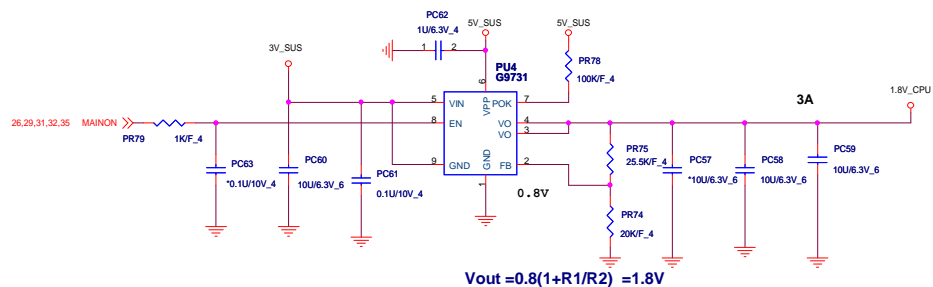 PC62
1U/6.3V_4
5V_SUS
5V_SUS
1
2
3V_SUS
PU4
G9731
PR78
100K/F_4
6
1.8V_CPU
3A
5
VIN
VPP
POK
7
26,29,31,32,35
MAINON
8
EN
VO
4
VO
3
PR79
1K/F_4
PC63
*0.1U/10V_4
PC60
10U/6.3V_6
PC61
0.1U/10V_4
9
GND
GND
FB
2
PR75
25.5K/F_4
PC57
*10U/6.3V_6
PC58
10U/6.3V_6
PC59
10U/6.3V_6
1
0.8V
PR74
20K/F_4
Vout =0.8(1+R1/R2) =1.8V